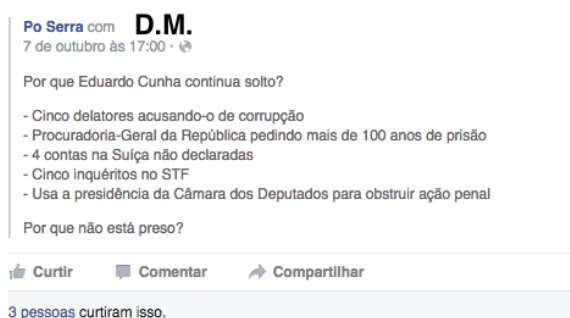 Po Serra com D.M.
7 de outubro às 17:00 ·
Por que Eduardo Cunha continua solto?
- Cinco delatores acusando-o de corrupção
- Procuradoria-Geral da República pedindo mais de 100 anos de prisão
- 4 contas na Suíça não declaradas
- Cinco inquéritos no STF
- Usa a presidência da Câmara dos Deputados para obstruir ação penal
Por que não está preso?
Curtir Comentar Compartilhar
3 pessoas curtiram isso.